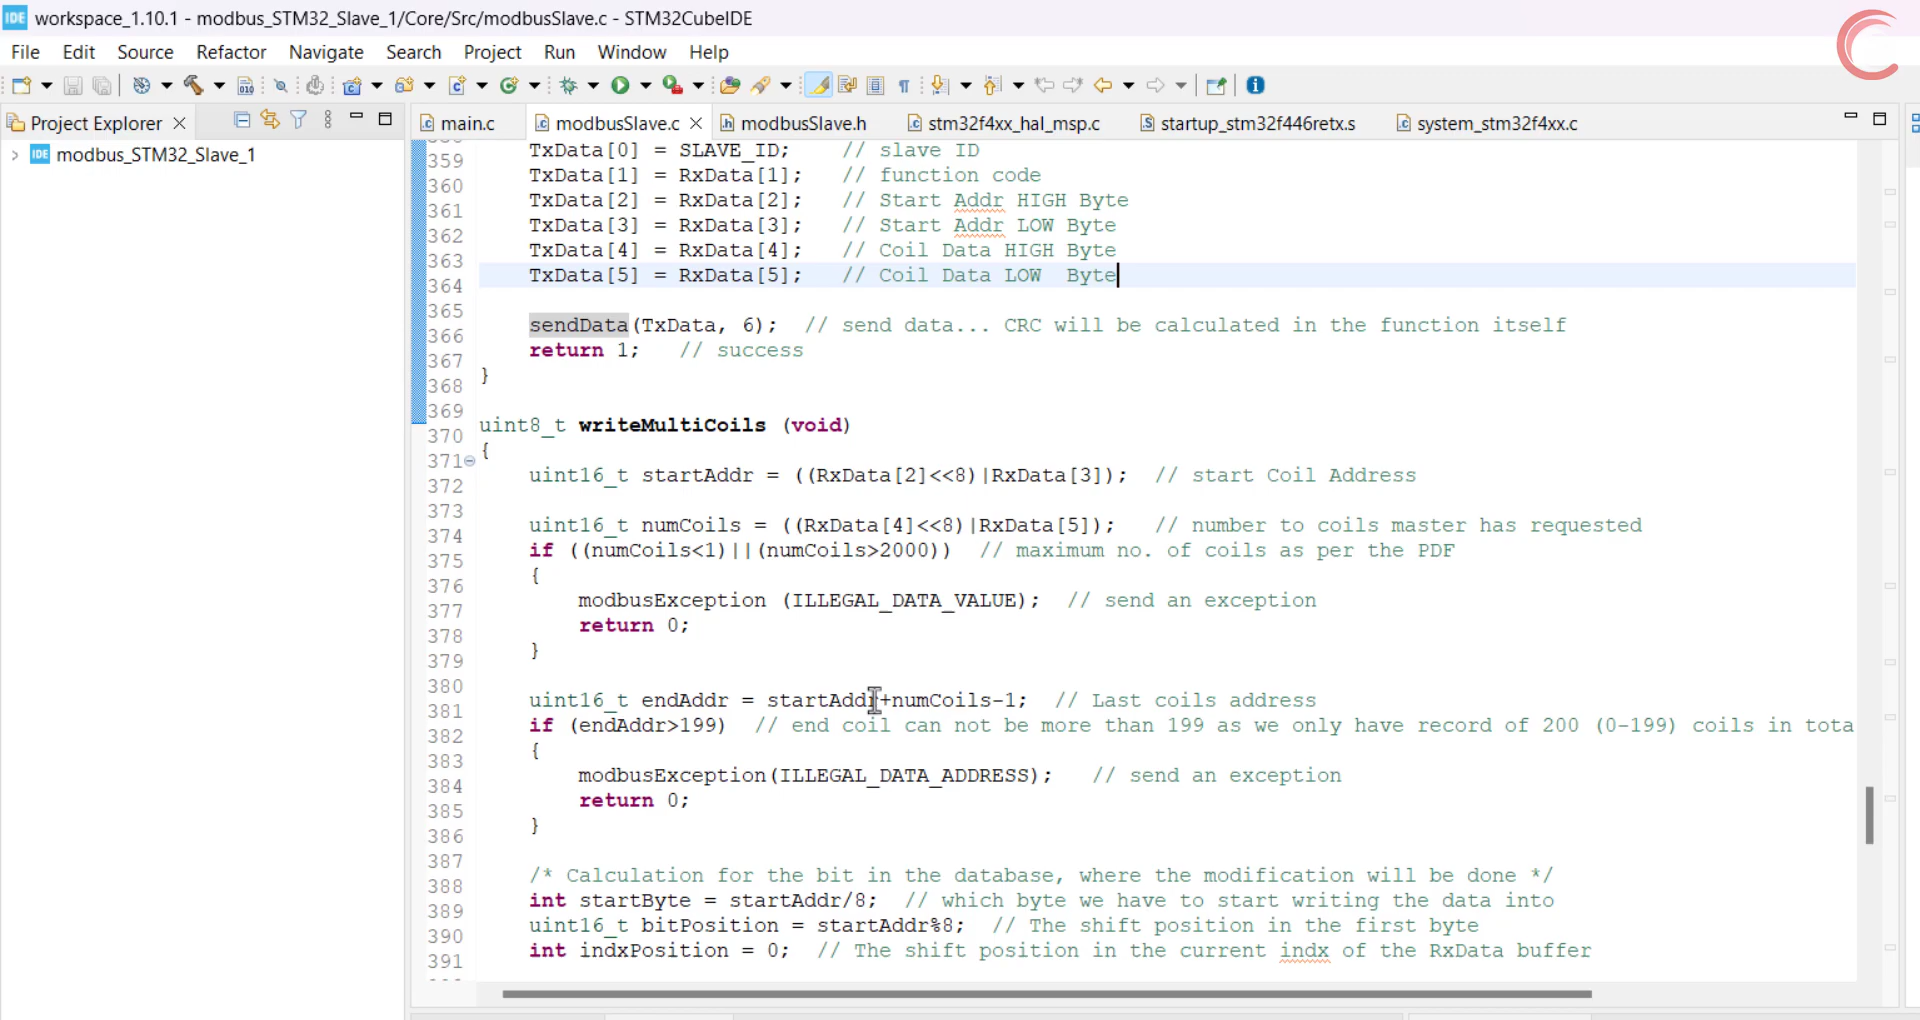 IDE workspace_1.10.1 - modbus_STM32_Slave_1/Core/Src/modbusSlave.c - STM32CubeIDE
File Edit Source Refactor Navigate Search Project Run Window Help
Project Explorer
main.c modbusSlave.c modbusSlave.h stm32f4xx_hal_msp.c startup_stm32f446retx.s system_stm32f4xx.c
IDE modbus_STM32_Slave_1
359 TxData[0] = SLAVE_ID; // slave ID
360 TxData[1] = RxData[1]; // function code
361 TxData[2] = RxData[2]; // Start Addr HIGH Byte
362 TxData[3] = RxData[3]; // Start Addr LOW Byte
363 TxData[4] = RxData[4]; // Coil Data HIGH Byte
364 TxData[5] = RxData[5]; // Coil Data LOW  Byte
365
366 sendData(TxData, 6); // send data... CRC will be calculated in the function itself
367 return 1; // success
368 }
369
370 uint8_t writeMultiCoils (void)
371 {
372 uint16_t startAddr = ((RxData[2]<<8)|RxData[3]); // start Coil Address
373
374 uint16_t numCoils = ((RxData[4]<<8)|RxData[5]); // number to coils master has requested
375 if ((numCoils<1)||(numCoils>2000)) // maximum no. of coils as per the PDF
376 {
377 modbusException (ILLEGAL_DATA_VALUE); // send an exception
378 return 0;
379 }
380
381 uint16_t endAddr = startAddr+numCoils-1; // Last coils address
382 if (endAddr>199) // end coil can not be more than 199 as we only have record of 200 (0-199) coils in tota
383 {
384 modbusException(ILLEGAL_DATA_ADDRESS); // send an exception
385 return 0;
386 }
387
388 /* Calculation for the bit in the database, where the modification will be done */
389 int startByte = startAddr/8; // which byte we have to start writing the data into
390 uint16_t bitPosition = startAddr%8; // The shift position in the first byte
391 int indxPosition = 0; // The shift position in the current indx of the RxData buffer